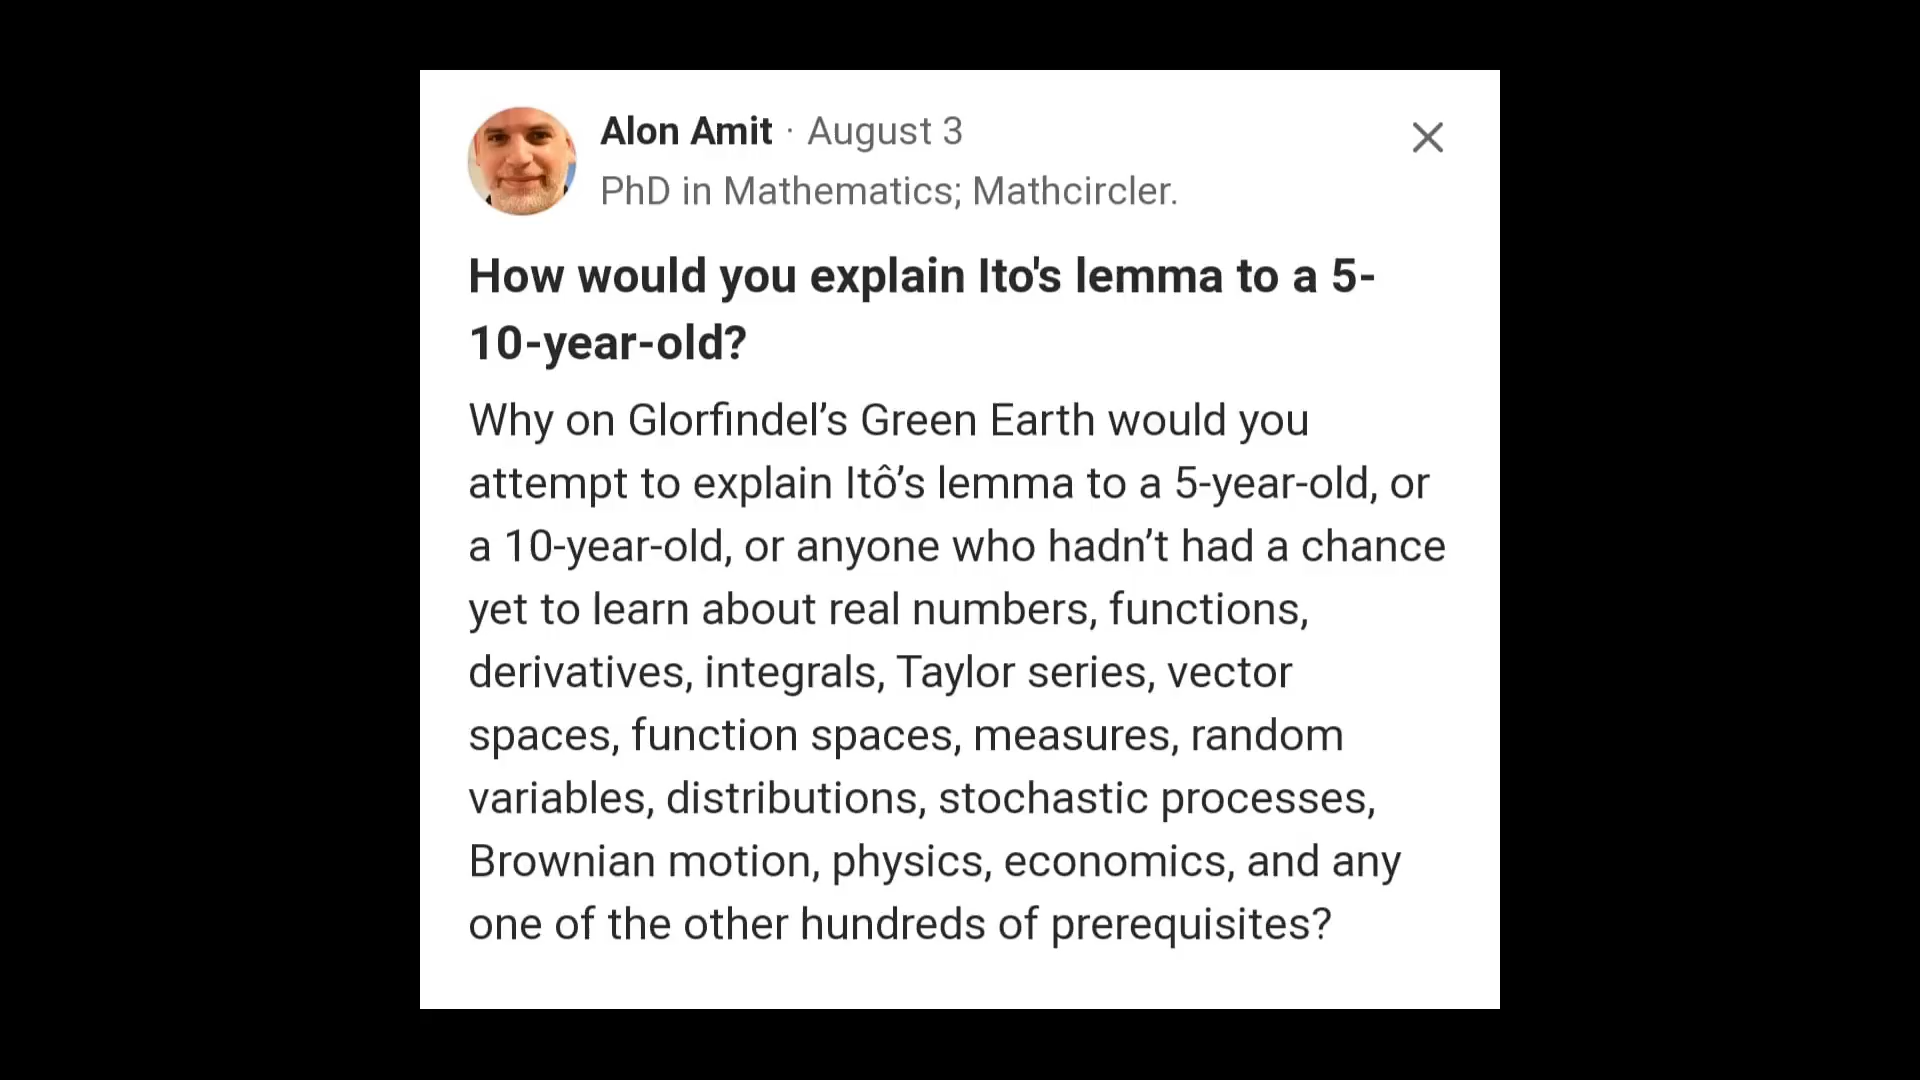 Alon Amit · August 3
PhD in Mathematics; Mathcircler.
How would you explain Ito's lemma to a 5-
10-year-old?
Why on Glorfindel’s Green Earth would you
attempt to explain Itô’s lemma to a 5-year-old, or
a 10-year-old, or anyone who hadn’t had a chance
yet to learn about real numbers, functions,
derivatives, integrals, Taylor series, vector
spaces, function spaces, measures, random
variables, distributions, stochastic processes,
Brownian motion, physics, economics, and any
one of the other hundreds of prerequisites?